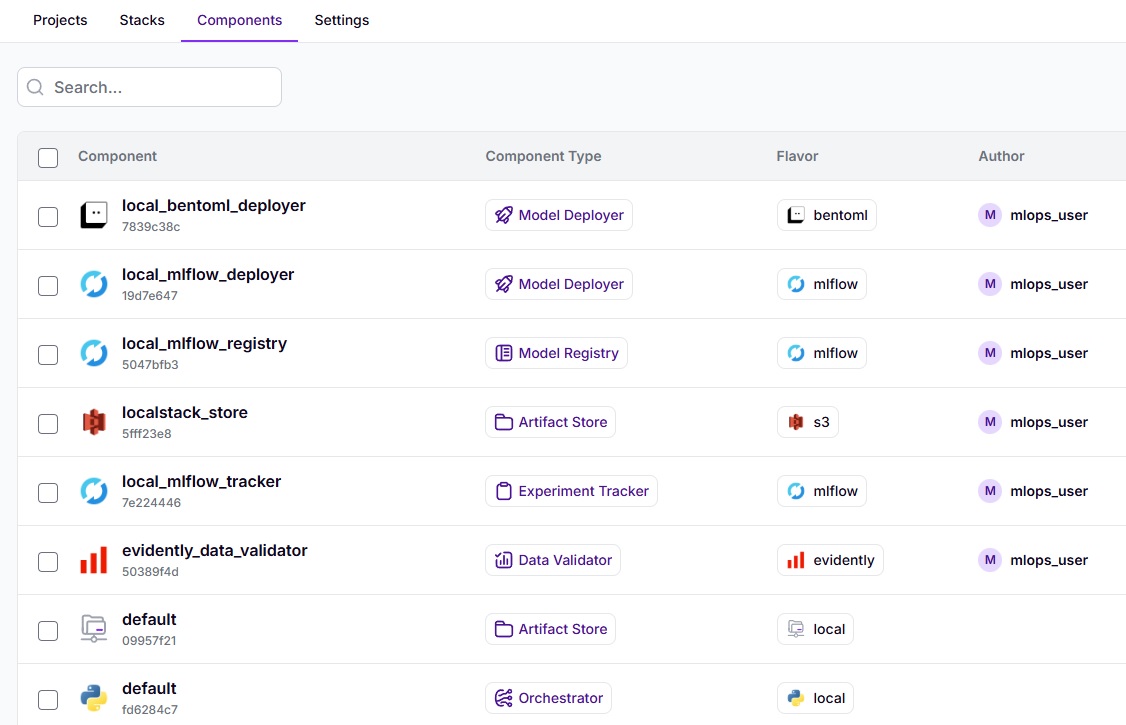 Projects Stacks Components Settings
Search...
Component Component Type Flavor Author
local_bentoml_deployer
7839c38c
Model Deployer bentoml M mlops_user
local_mlflow_deployer
19d7e647
Model Deployer mlflow M mlops_user
local_mlflow_registry
5047bfb3
Model Registry mlflow M mlops_user
localstack_store
5fff23e8
Artifact Store s3 M mlops_user
local_mlflow_tracker
7e224446
Experiment Tracker mlflow M mlops_user
evidently_data_validator
50389f4d
Data Validator evidently M mlops_user
default
09957f21
Artifact Store local
default
fd6284c7
Orchestrator local